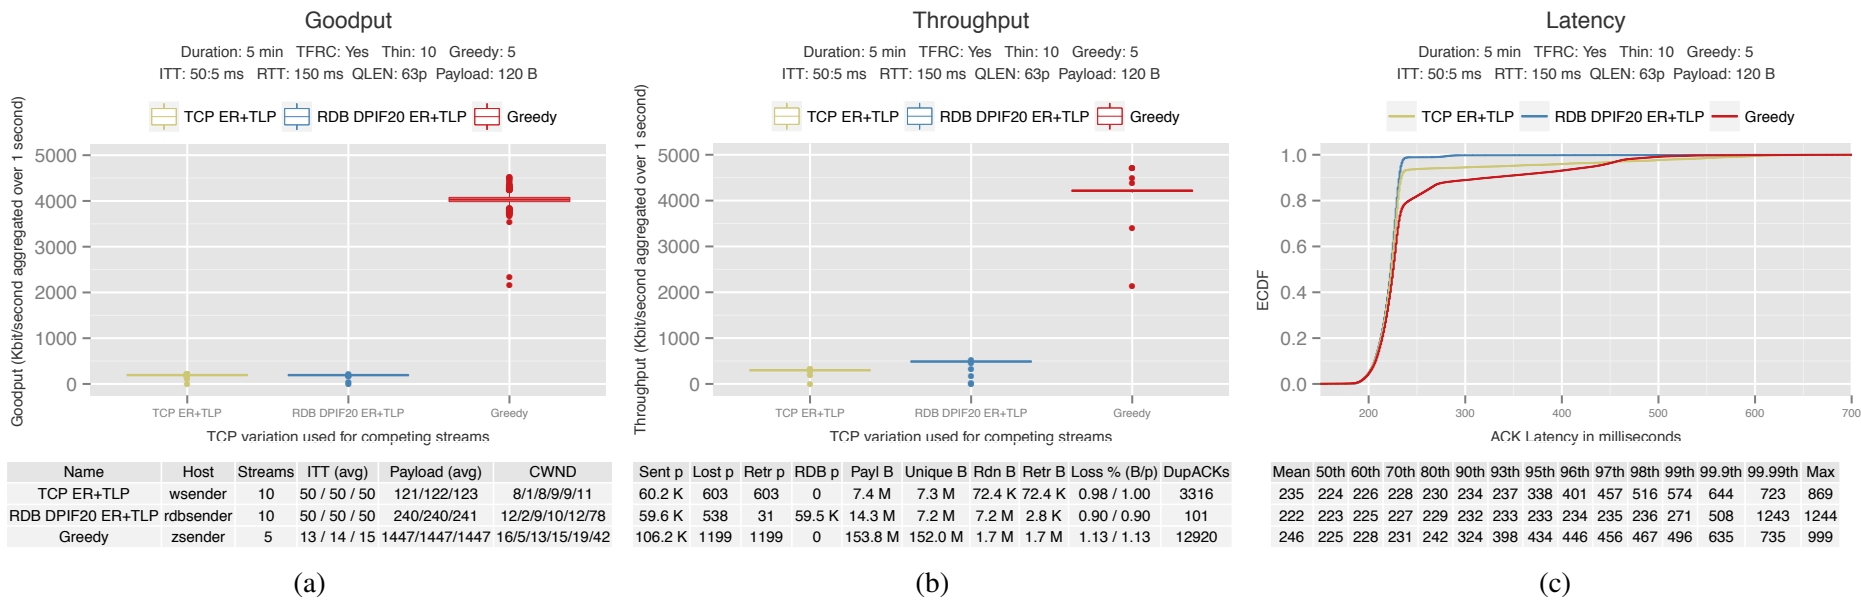 Goodput
Duration: 5 min TFRC: Yes Thin: 10 Greedy: 5
ITT: 50:5 ms RTT: 150 ms QLEN: 63p Payload: 120 B
TCP ER+TLP RDB DPIF20 ER+TLP Greedy
Goodput (Kbit/second aggregated over 1 second)
5000
4000
3000
2000
1000
0
TCP ER+TLP RDB DPIF20 ER+TLP Greedy
TCP variation used for competing streams
Name Host Streams ITT (avg) Payload (avg) CWND
TCP ER+TLP wsender 10 50 / 50 / 50 121/122/123 8/1/8/9/9/11
RDB DPIF20 ER+TLP rdbsender 10 50 / 50 / 50 240/240/241 12/2/9/10/12/78
Greedy zsender 5 13 / 14 / 15 1447/1447/1447 16/5/13/15/19/42
(a)
Throughput
Duration: 5 min TFRC: Yes Thin: 10 Greedy: 5
ITT: 50:5 ms RTT: 150 ms QLEN: 63p Payload: 120 B
TCP ER+TLP RDB DPIF20 ER+TLP Greedy
Throughput (Kbit/second aggregated over 1 second)
5000
4000
3000
2000
1000
0
TCP ER+TLP RDB DPIF20 ER+TLP Greedy
TCP variation used for competing streams
Sent p Lost p Retr p RDB p Payl B Unique B Rdn B Retr B Loss % (B/p) DupACKs
60.2 K 603 603 0 7.4 M 7.3 M 72.4 K 72.4 K 0.98 / 1.00 3316
59.6 K 538 31 59.5 K 14.3 M 7.2 M 7.2 M 2.8 K 0.90 / 0.90 101
106.2 K 1199 1199 0 153.8 M 152.0 M 1.7 M 1.7 M 1.13 / 1.13 12920
(b)
Latency
Duration: 5 min TFRC: Yes Thin: 10 Greedy: 5
ITT: 50:5 ms RTT: 150 ms QLEN: 63p Payload: 120 B
TCP ER+TLP RDB DPIF20 ER+TLP Greedy
ECDF
1.0
0.8
0.6
0.4
0.2
0.0
200 300 400 500 600 700
ACK Latency in milliseconds
Mean 50th 60th 70th 80th 90th 93th 95th 96th 97th 98th 99th 99.9th 99.99th Max
235 224 226 228 230 234 237 338 401 457 516 574 644 723 869
222 223 225 227 229 232 233 233 234 235 236 271 508 1243 1244
246 225 228 231 242 324 398 434 446 456 467 496 635 735 999
(c)